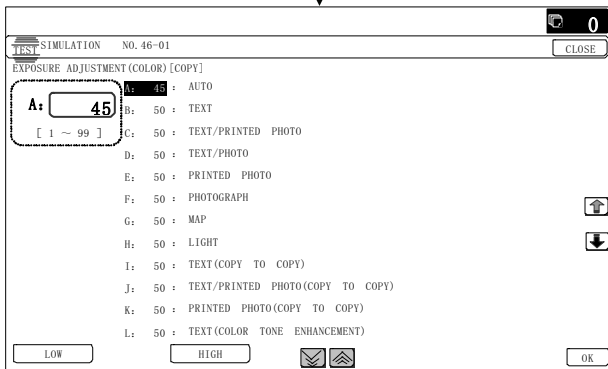 0
TEST SIMULATION NO. 46-01
CLOSE
EXPOSURE ADJUSTMENT(COLOR)[COPY]
A: 45
[ 1 ～ 99 ]
A: 45 : AUTO
B: 50 : TEXT
C: 50 : TEXT/PRINTED PHOTO
D: 50 : TEXT/PHOTO
E: 50 : PRINTED PHOTO
F: 50 : PHOTOGRAPH
G: 50 : MAP
H: 50 : LIGHT
I: 50 : TEXT(COPY TO COPY)
J: 50 : TEXT/PRINTED PHOTO(COPY TO COPY)
K: 50 : PRINTED PHOTO(COPY TO COPY)
L: 50 : TEXT(COLOR TONE ENHANCEMENT)
LOW HIGH OK